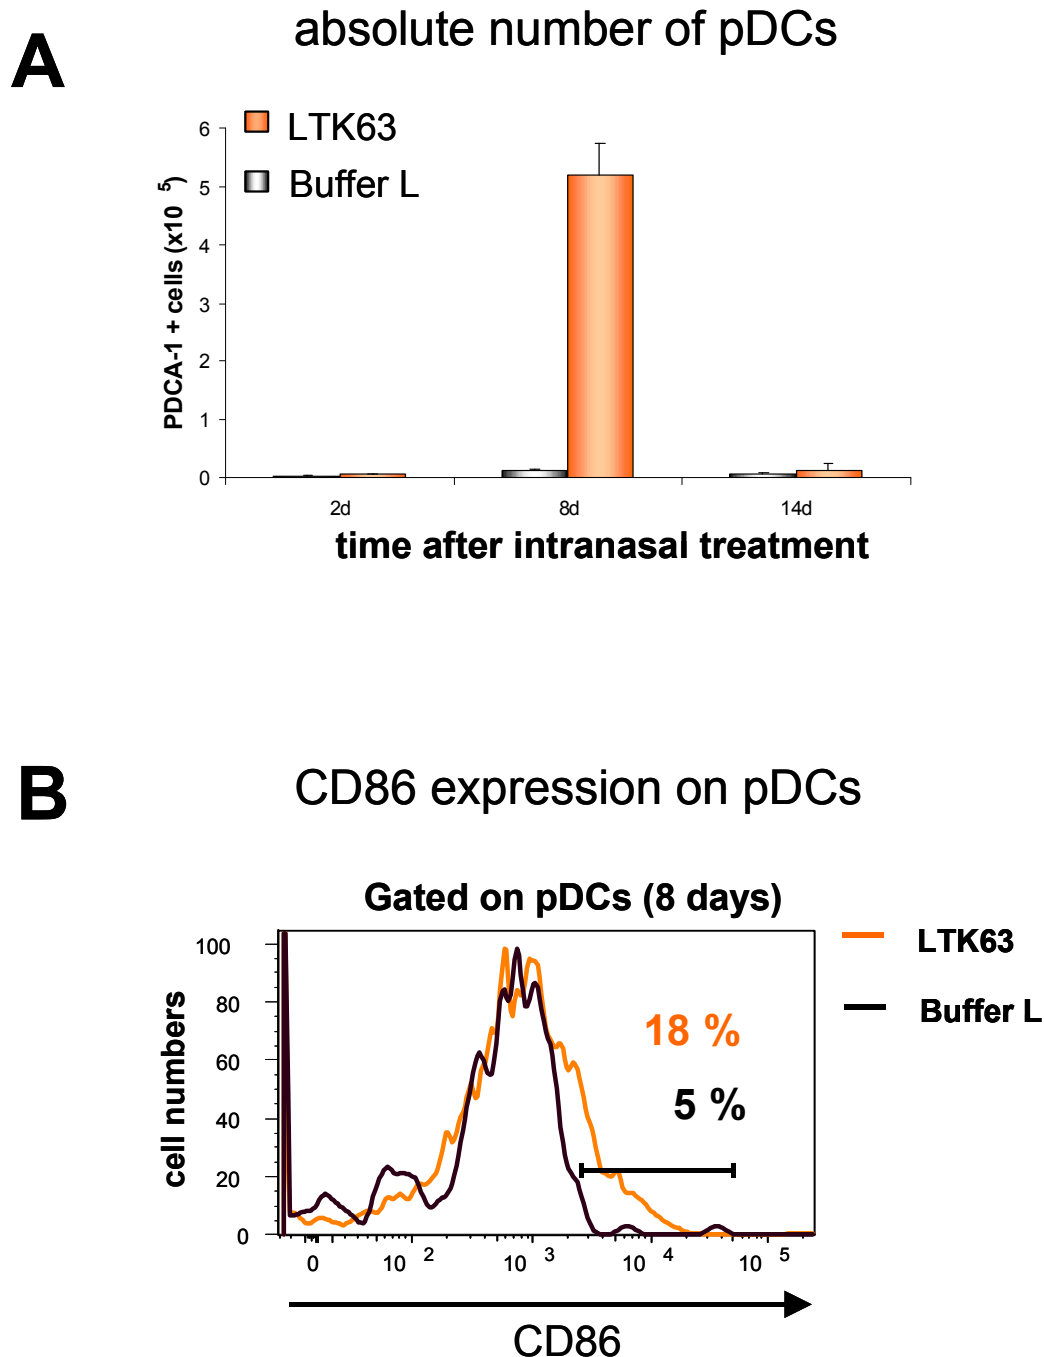 A
absolute number of pDCs
LTK63
Buffer L
PDCA-1 + cells (x10 5)
6
5
4
3
2
1
0
2d 8d 14d
time after intranasal treatment
B
CD86 expression on pDCs
Gated on pDCs (8 days)
LTK63
Buffer L
cell numbers
100
80
60
40
20
0
18 %
5 %
0 10 2 10 3 10 4 10 5
CD86